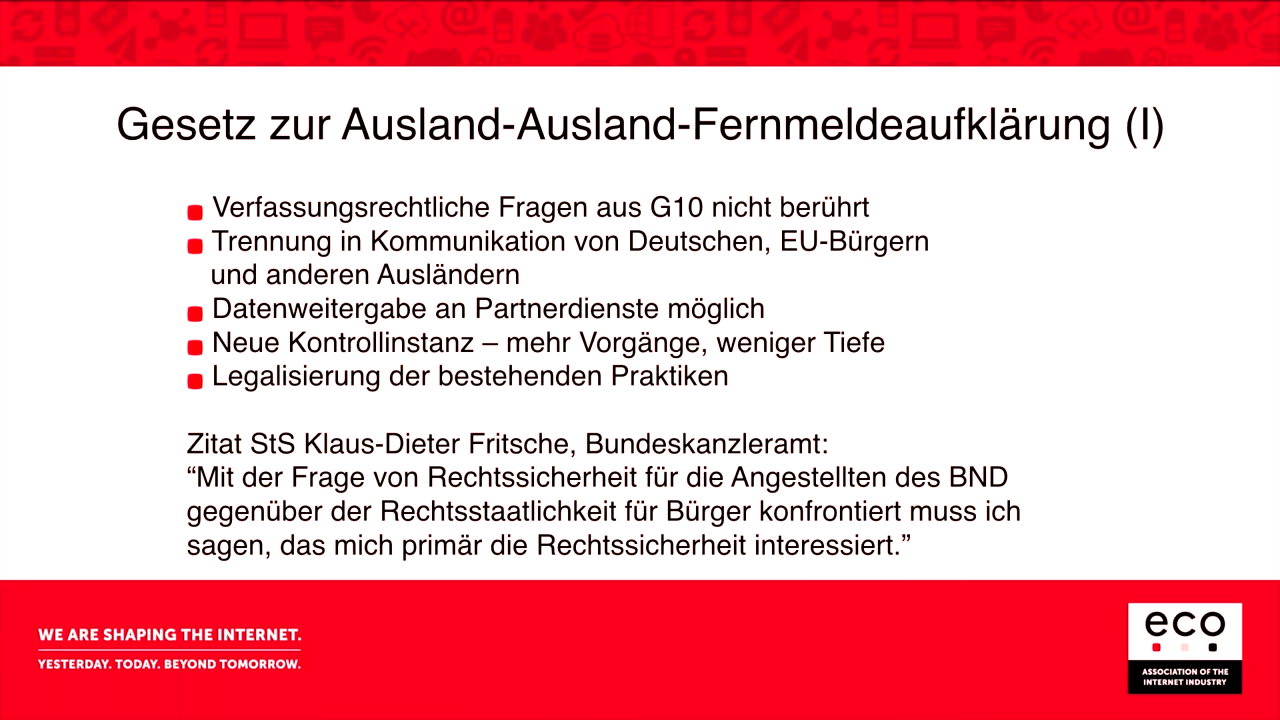 Gesetz zur Ausland-Ausland-Fernmeldeaufklärung (I)
Verfassungsrechtliche Fragen aus G10 nicht berührt
Trennung in Kommunikation von Deutschen, EU-Bürgern
und anderen Ausländern
Datenweitergabe an Partnerdienste möglich
Neue Kontrollinstanz – mehr Vorgänge, weniger Tiefe
Legalisierung der bestehenden Praktiken
Zitat StS Klaus-Dieter Fritsche, Bundeskanzleramt:
“Mit der Frage von Rechtssicherheit für die Angestellten des BND
gegenüber der Rechtsstaatlichkeit für Bürger konfrontiert muss ich
sagen, das mich primär die Rechtssicherheit interessiert.”
WE ARE SHAPING THE INTERNET.
YESTERDAY. TODAY. BEYOND TOMORROW.
eco
ASSOCIATION OF THE
INTERNET INDUSTRY